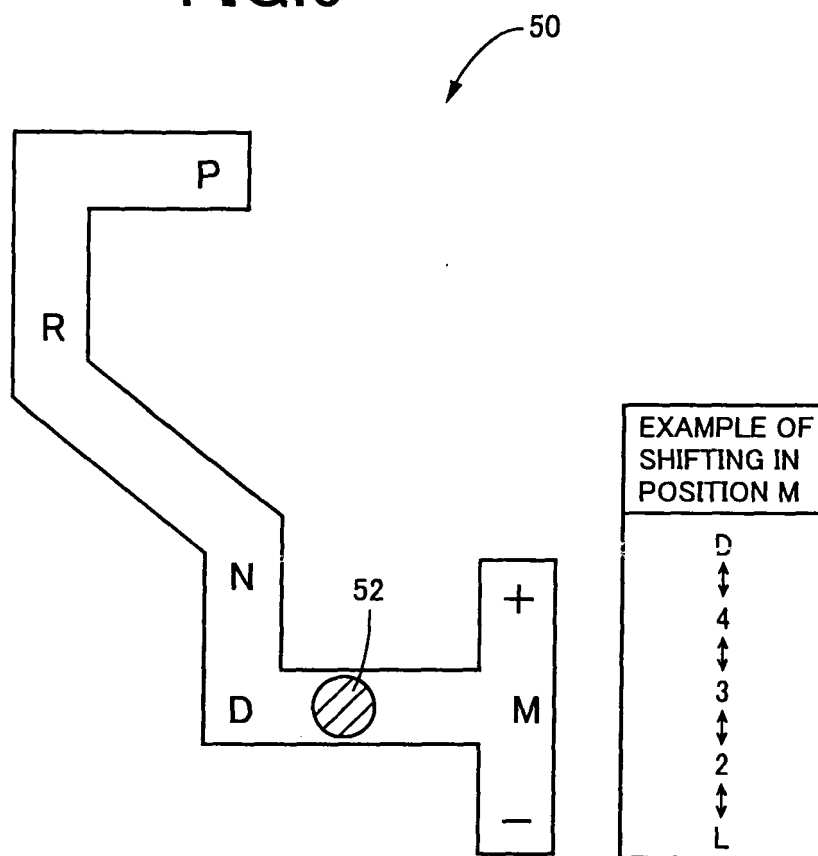 50
P
R
EXAMPLE OF
SHIFTING IN
POSITION M
D
4
3
2
L
N
52
+
D
M
−